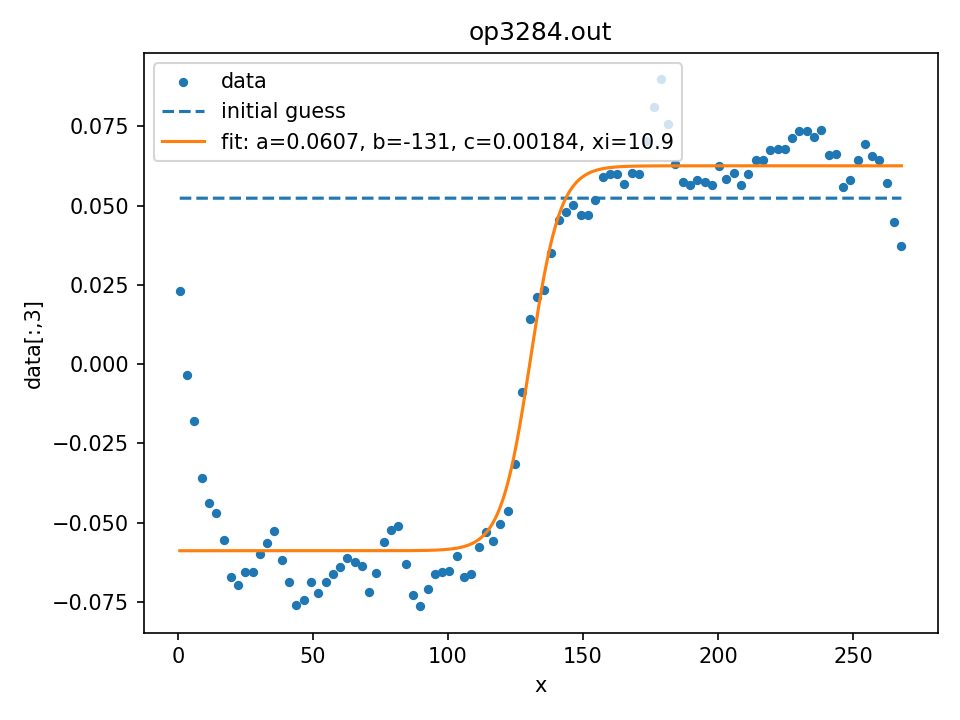 op3284.out
data
initial guess
fit: a=0.0607, b=-131, c=0.00184, xi=10.9
0.075
0.050
0.025
0.000
−0.025
−0.050
−0.075
data[:,3]
0
50
100
150
200
250
x